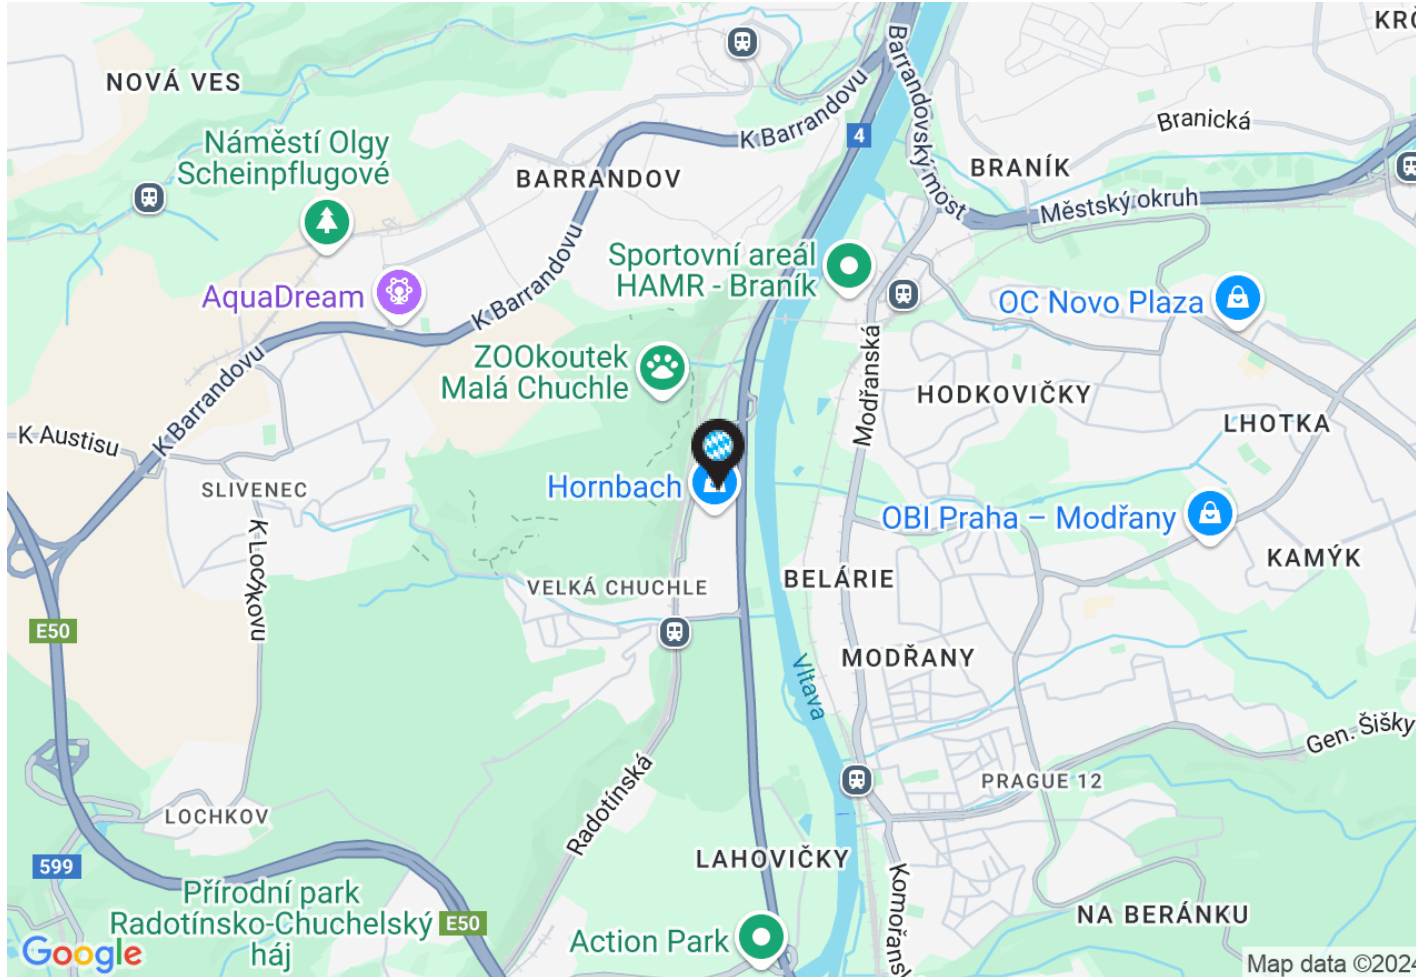 KRČ
NOVÁ VES
K Barrandovu
Barrandovský most
4
Branická
Náměstí Olgy
Scheinpflugové
BARRANDOV
BRANÍK
Městský okruh
Sportovní areál
HAMR - Braník
AquaDream
K Barrandovu
OC Novo Plaza
ZOOkoutek
Malá Chuchle
Modřanská
HODKOVIČKY
K Barrandovu
LHOTKA
K Austisu
SLIVENEC
Hornbach
OBI Praha – Modřany
KAMÝK
K Lochkovu
VELKÁ CHUCHLE
BELÁRIE
E50
MODŘANY
Vltava
Gen. Šišky
PRAGUE 12
Radotínská
LOCHKOV
LAHOVIČKY
599
Přírodní park
Radotínsko-Chuchelský
háj
E50
Komořansk
NA BERÁNKU
Action Park
Google
Map data ©2024